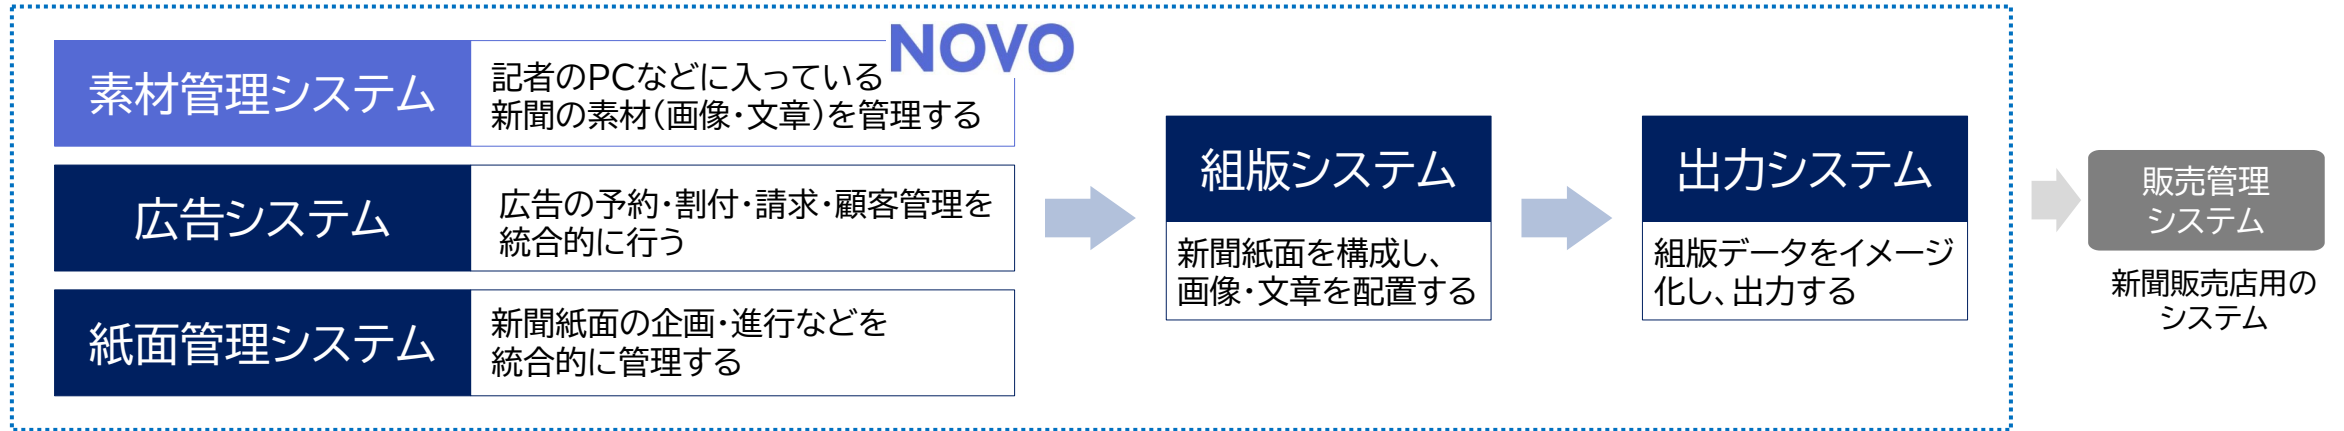 NOVO
素材管理システム
記者のPCなどに入っている
新聞の素材(画像・文章)を管理する
広告システム
広告の予約・割付・請求・顧客管理を
統合的に行う
紙面管理システム
新聞紙面の企画・進行などを
統合的に管理する
組版システム
新聞紙面を構成し、
画像・文章を配置する
出力システム
組版データをイメージ
化し、出力する
販売管理
システム
新聞販売店用の
システム